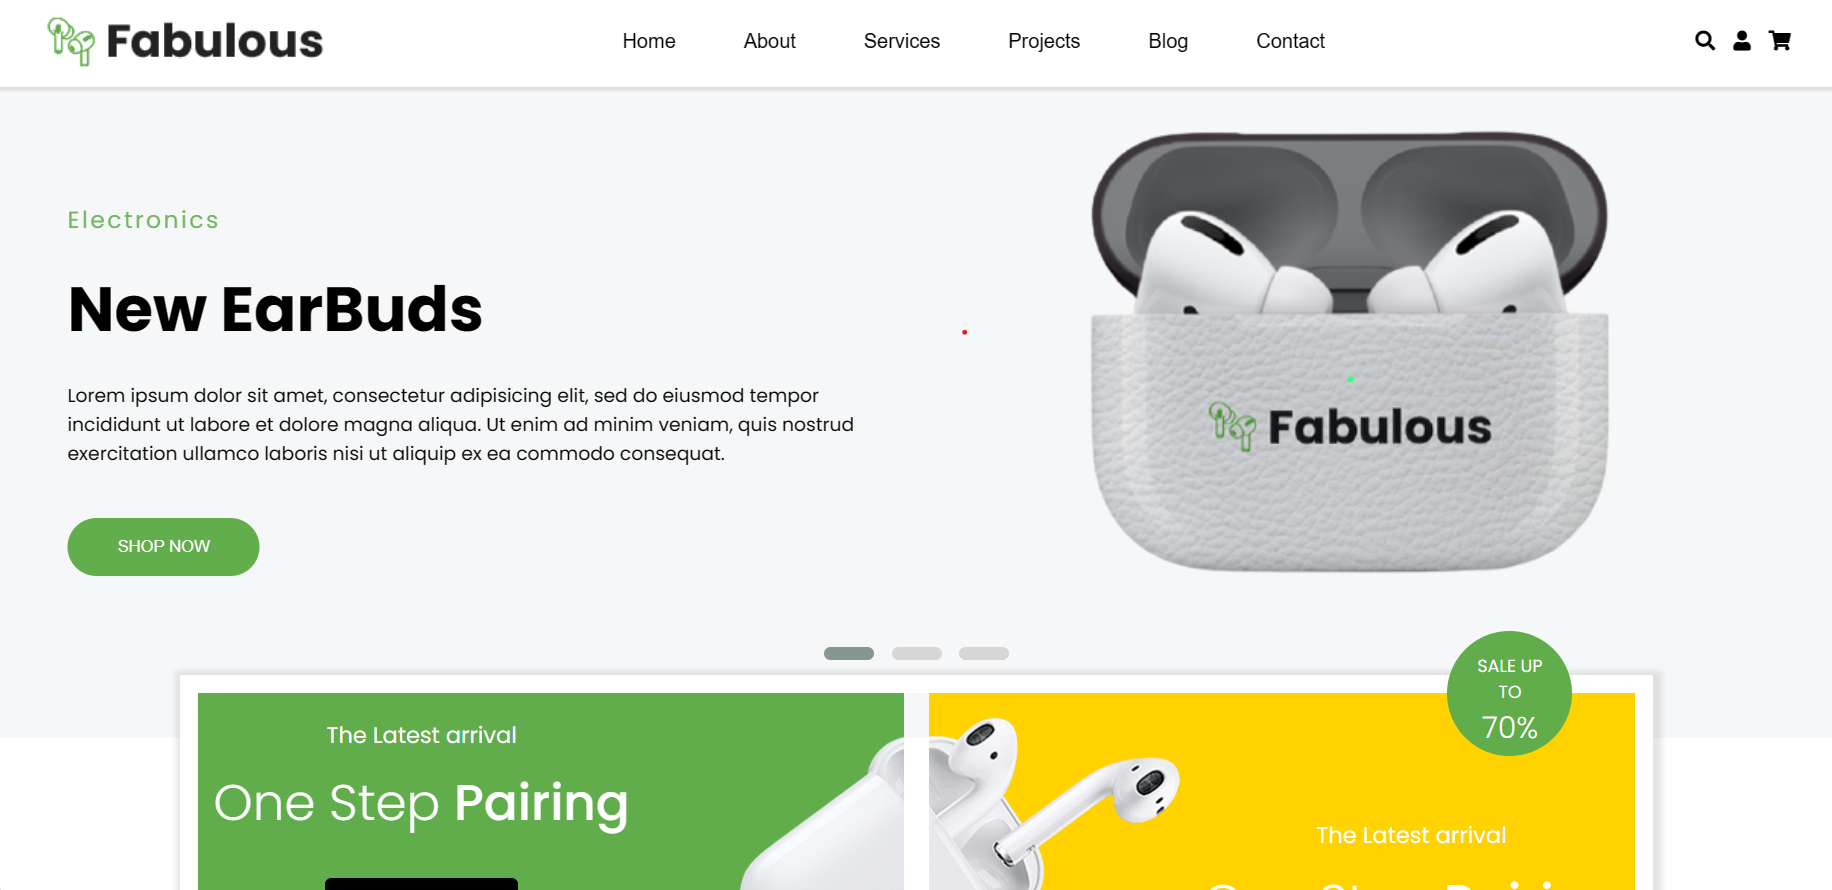 Fabulous
Home About Services Projects Blog Contact
Electronics
New EarBuds
Lorem ipsum dolor sit amet, consectetur adipisicing elit, sed do eiusmod tempor
incididunt ut labore et dolore magna aliqua. Ut enim ad minim veniam, quis nostrud
exercitation ullamco laboris nisi ut aliquip ex ea commodo consequat.
SHOP NOW
Fabulous
SALE UP
TO
70%
The Latest arrival
One Step Pairing
The Latest arrival